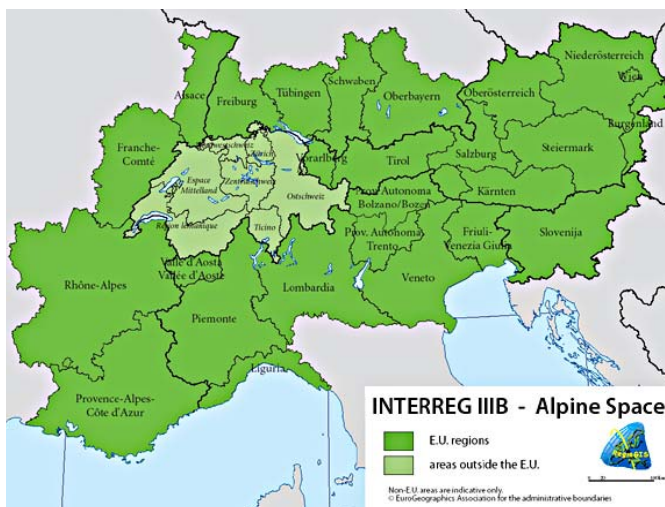 Niederösterreich
Wien
Alsace
Freiburg
Tübingen
Schwaben
Oberbayern
Oberösterreich
Burgenland
Franche-
Comté
Zürich
Vorarlberg
Tirol
Salzburg
Steiermark
Espace
Mittelland
Zentralschweiz
Ostschweiz
Prov. Autonoma
Bolzano/Bozen
Kärnten
Région lémanique
Ticino
Prov. Autonoma
Trento
Friuli-
Venezia Giulia
Slovenija
Valle d'Aosta
Vallée d'Aoste
Rhône-Alpes
Lombardia
Veneto
Piemonte
Liguria
Provence-Alpes-
Côte d'Azur
INTERREG IIIB - Alpine Space
E.U. regions
areas outside the E.U.
RegioGIS
Non-E.U. areas are indicative only.
© EuroGeographics Association for the administrative boundaries